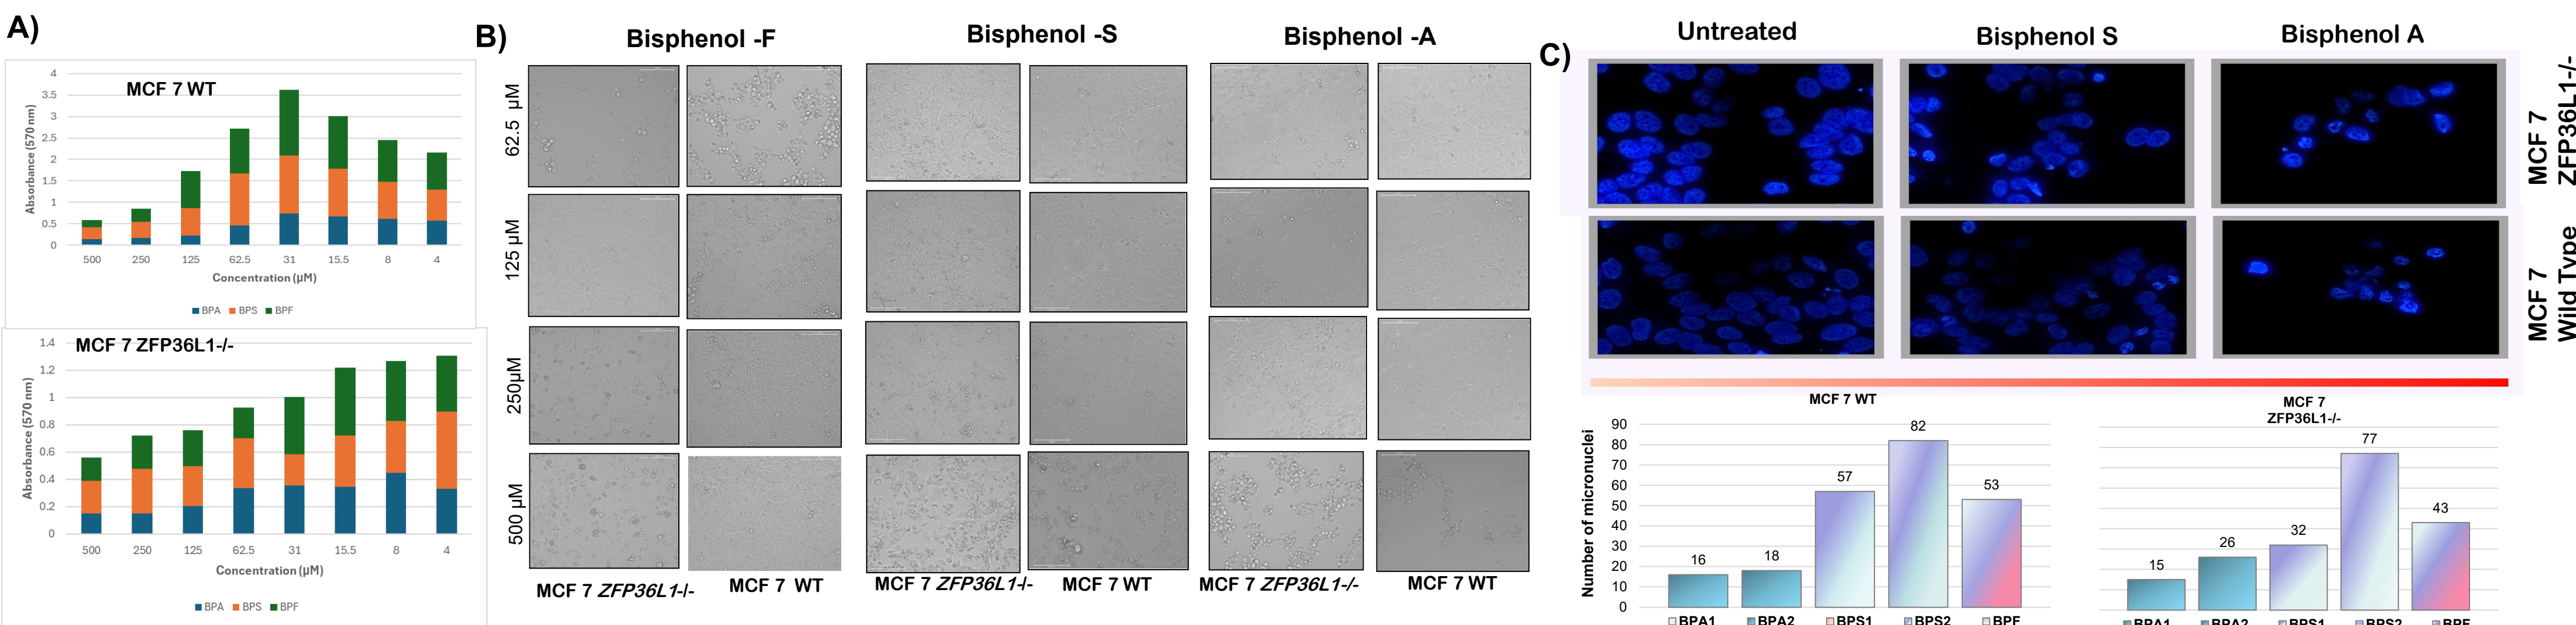 A)
MCF 7 WT
Absorbance (570 nm)
4
3.5
3
2.5
2
1.5
1
0.5
0
500 250 125 62.5 31 15.5 8 4
Concentration (µM)
BPA BPS BPF
MCF 7 ZFP36L1-/-
Absorbance (570 nm)
1.4
1.2
1
0.8
0.6
0.4
0.2
0
500 250 125 62.5 31 15.5 8 4
Concentration (µM)
BPA BPS BPF
B)
Bisphenol -F Bisphenol -S Bisphenol -A
62.5 µM
125 µM
250µM
500 µM
MCF 7 ZFP36L1-/- MCF 7 WT MCF 7 ZFP36L1-/- MCF 7 WT MCF 7 ZFP36L1-/- MCF 7 WT
C)
Untreated Bisphenol S Bisphenol A
MCF 7
ZFP36L1-/-
MCF 7
Wild Type
MCF 7 WT
Number of micronuclei
90
80
70
60
50
40
30
20
10
0
16 18 57 82 53
BPA1 BPA2 BPS1 BPS2 BPF
MCF 7
ZFP36L1-/-
15 26 32 77 43
BPA1 BPA2 BPS1 BPS2 BPF